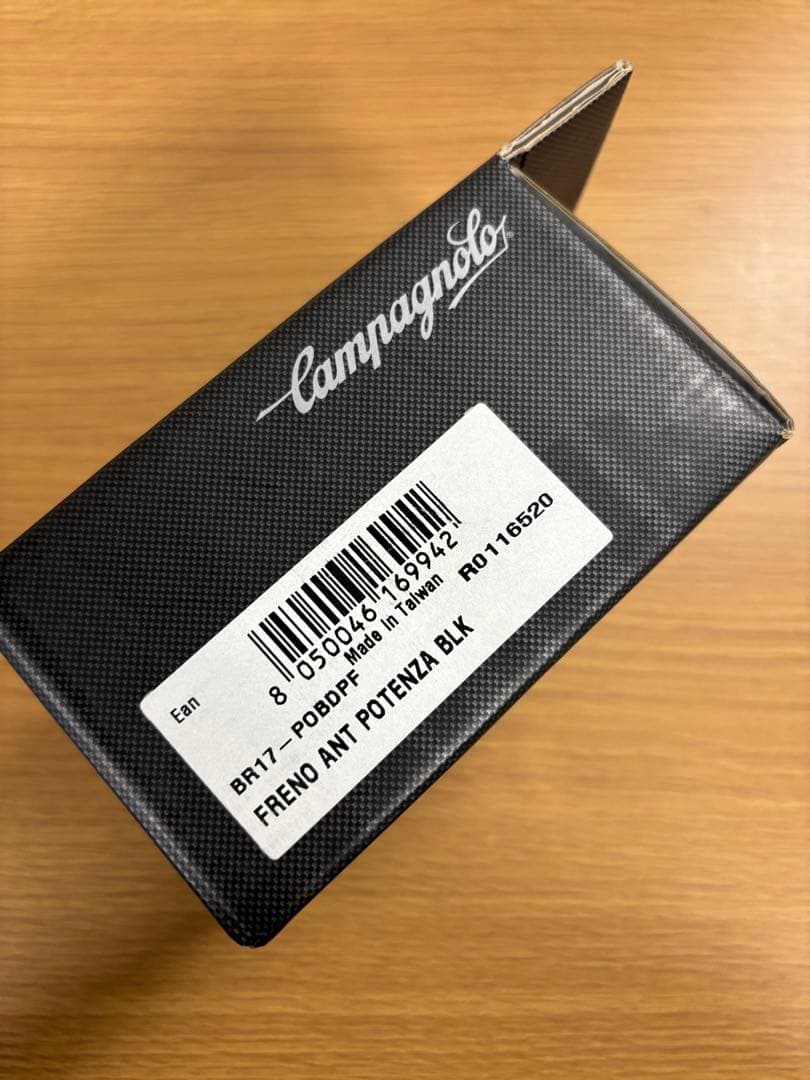 Campagnolo®
Ean
8 050046 169942
Made In Taiwan
BR17-POBDPF
R0116520
FRENO ANT POTENZA BLK